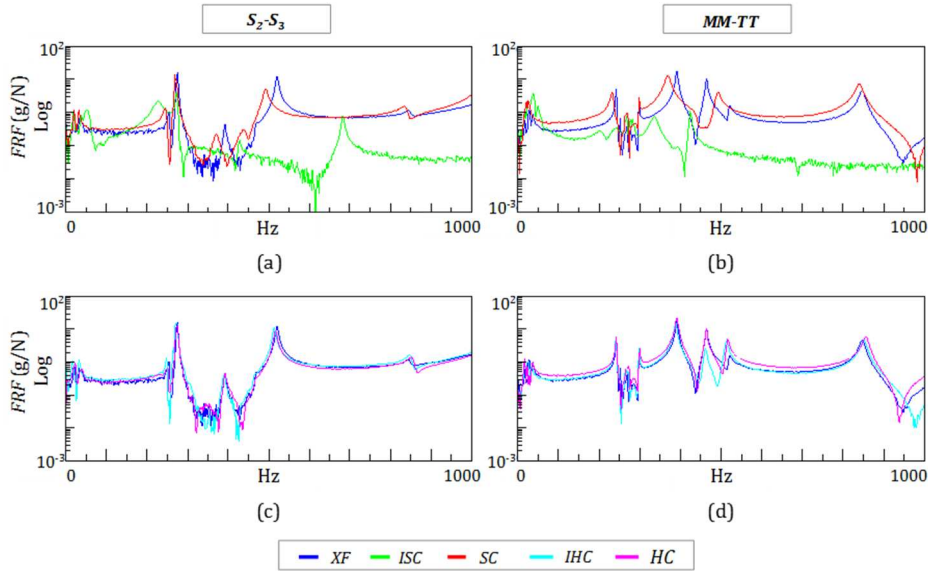 S₂-S₃
MM-TT
10²
FRF (g/N)
Log
10⁻³
0
Hz
1000
(a)
10²
10⁻³
0
Hz
1000
(b)
10²
FRF (g/N)
Log
10⁻³
0
Hz
1000
(c)
10²
10⁻³
0
Hz
1000
(d)
XF ISC SC IHC HC